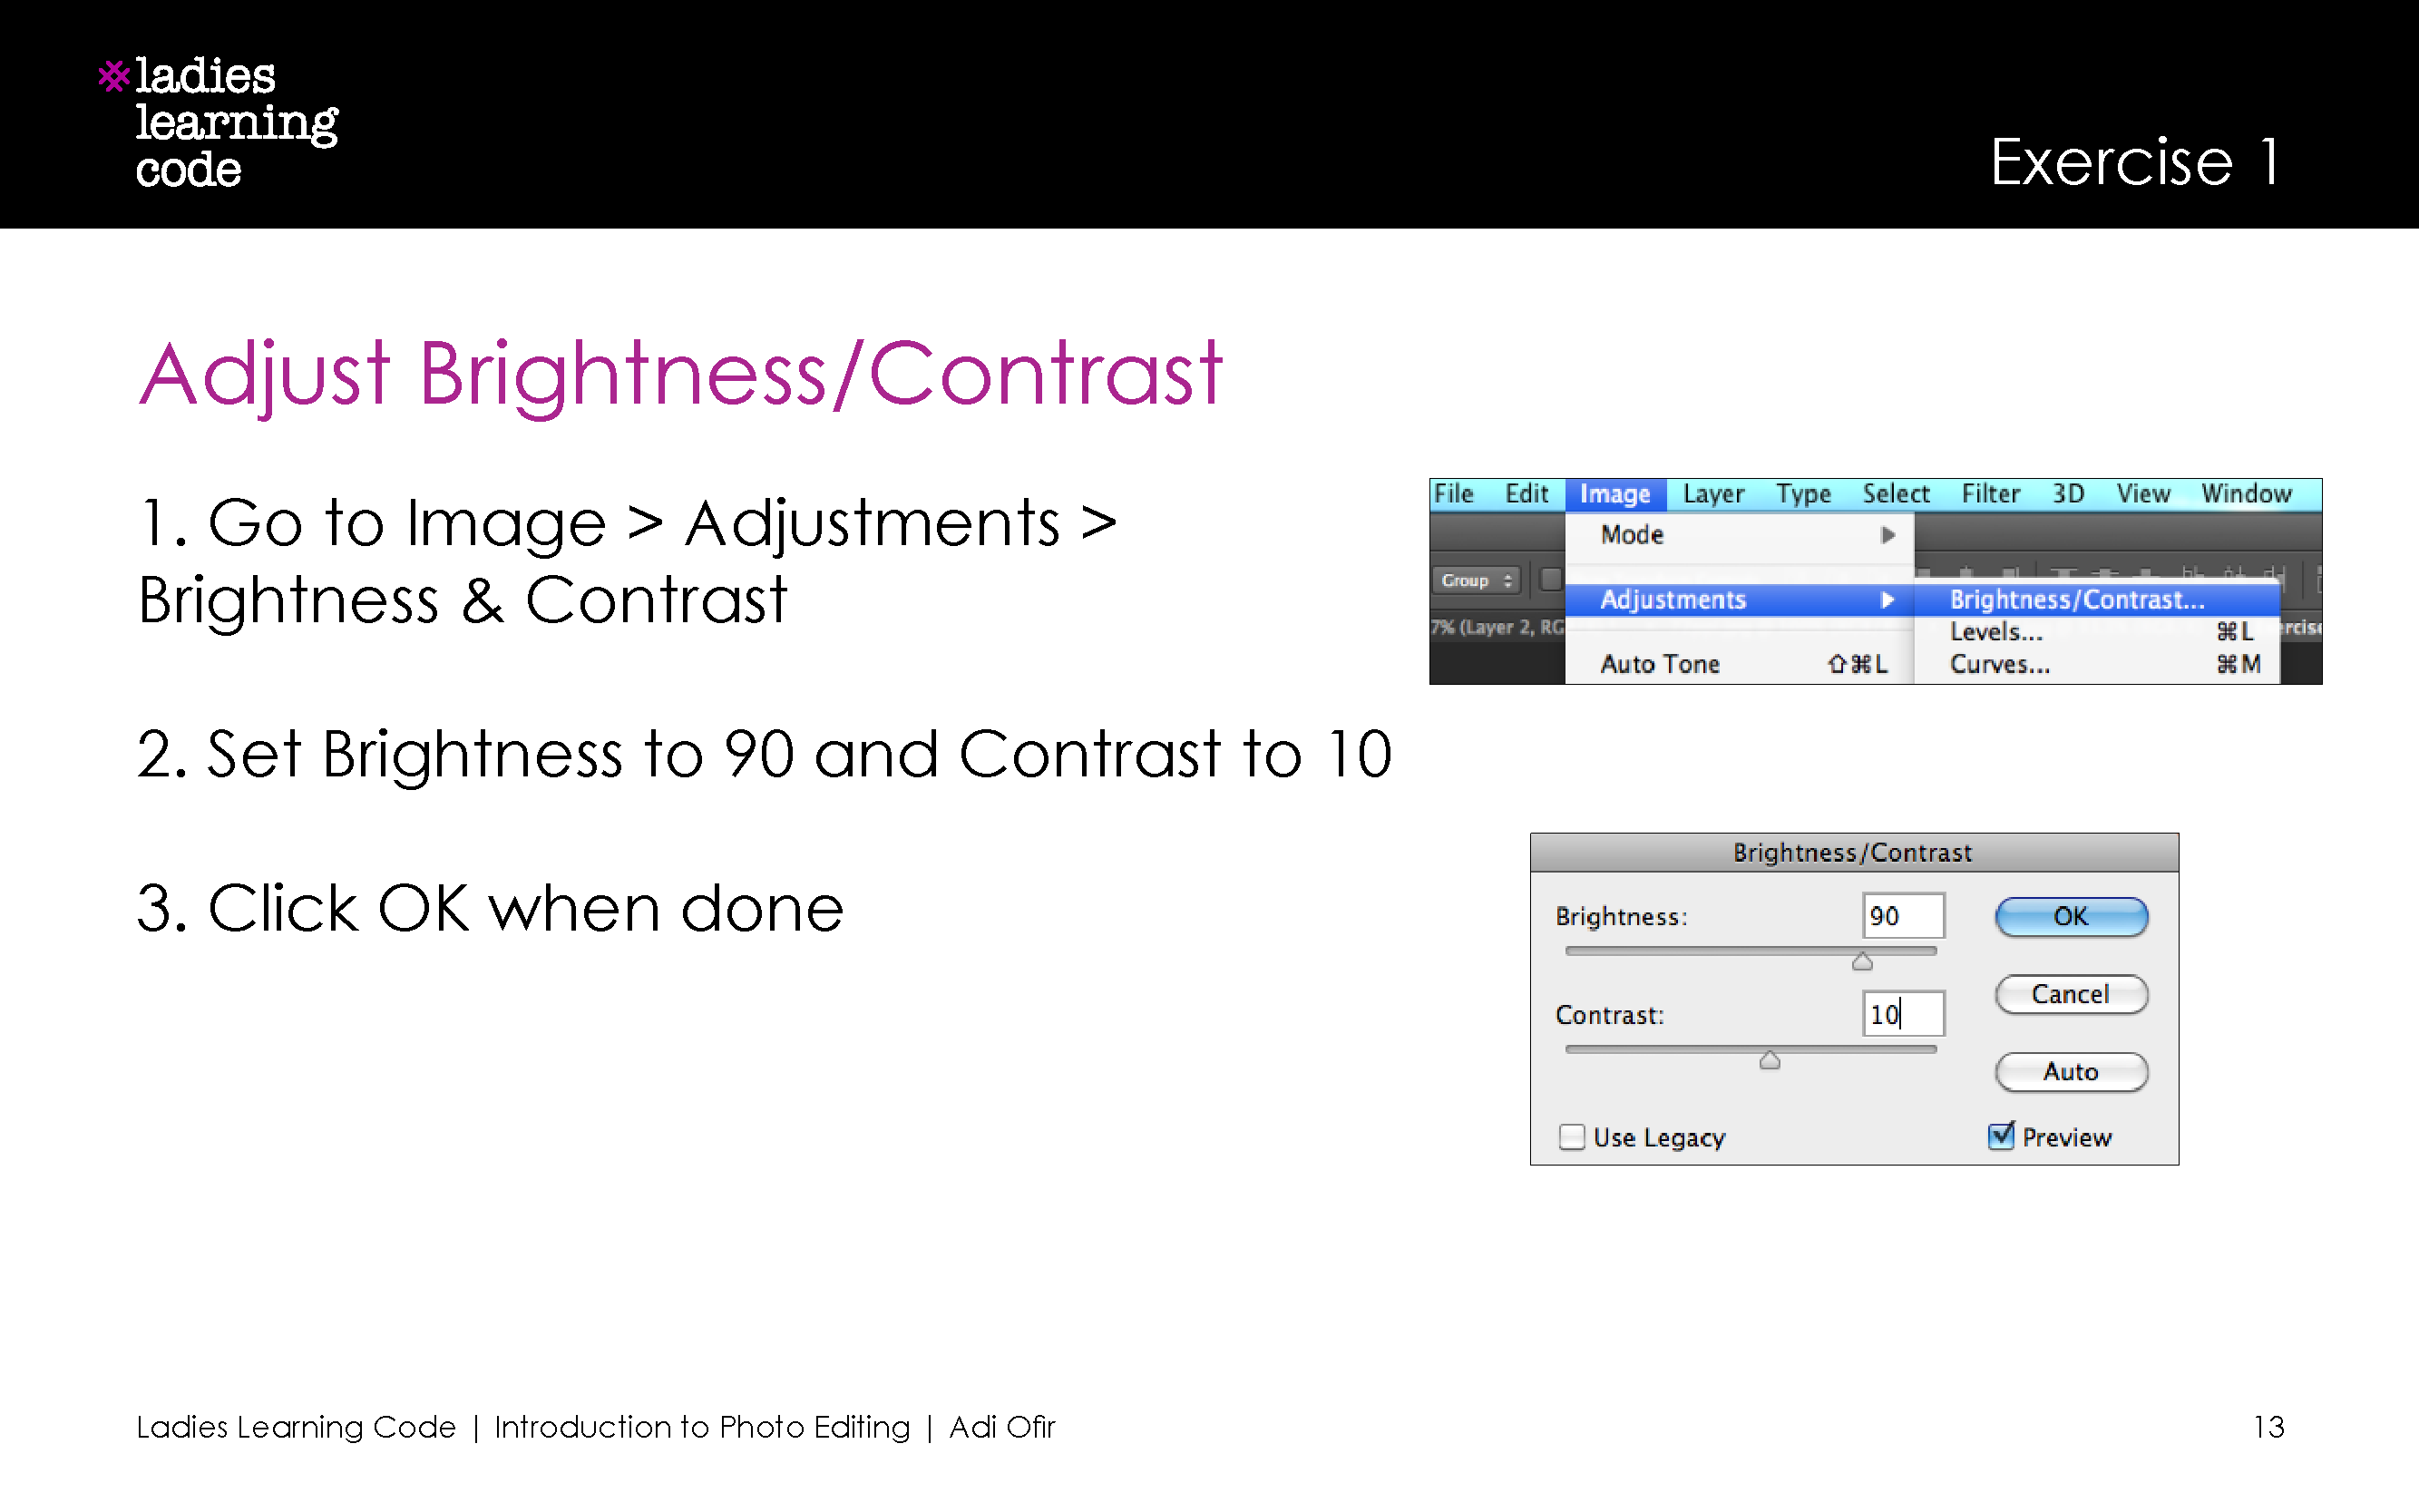 ladies
learning
code
Exercise 1
Adjust Brightness/Contrast
1. Go to Image > Adjustments >
Brightness & Contrast
2. Set Brightness to 90 and Contrast to 10
3. Click OK when done
File Edit Image Layer Type Select Filter 3D View Window
Mode
Group
Adjustments Brightness/Contrast...
7% (Layer 2, RG
Levels... ⌘L
Auto Tone ⇧⌘L Curves... ⌘M
Brightness/Contrast
Brightness: 90 OK
Cancel
Contrast: 10
Auto
Use Legacy Preview
Ladies Learning Code | Introduction to Photo Editing | Adi Ofir 13